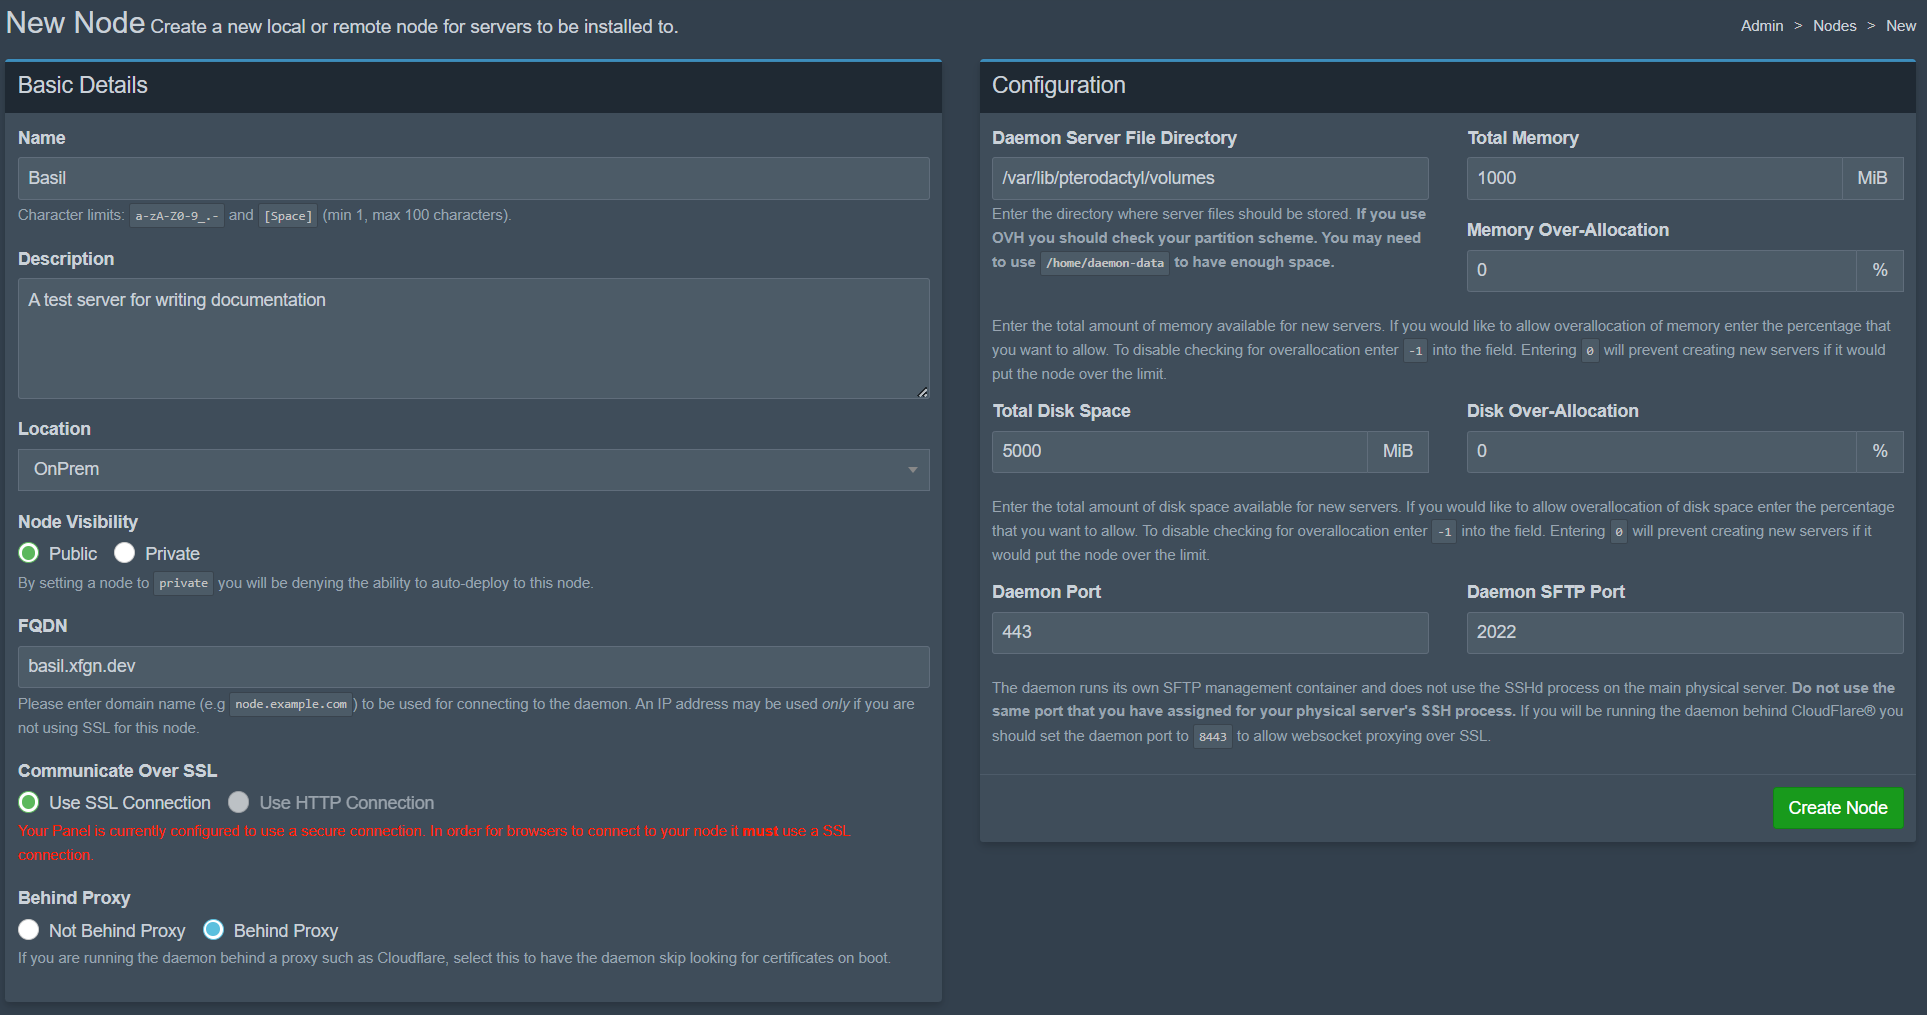 New Node Create a new local or remote node for servers to be installed to.
Admin > Nodes > New
Basic Details
Name
Basil
Character limits: a-zA-Z0-9_.- and [Space] (min 1, max 100 characters).
Description
A test server for writing documentation
Location
OnPrem
Node Visibility
Public Private
By setting a node to private you will be denying the ability to auto-deploy to this node.
FQDN
basil.xfgn.dev
Please enter domain name (e.g node.example.com) to be used for connecting to the daemon. An IP address may be used only if you are
not using SSL for this node.
Communicate Over SSL
Use SSL Connection Use HTTP Connection
Your Panel is currently configured to use a secure connection. In order for browsers to connect to your node it must use a SSL
connection.
Behind Proxy
Not Behind Proxy Behind Proxy
If you are running the daemon behind a proxy such as Cloudflare, select this to have the daemon skip looking for certificates on boot.
Configuration
Daemon Server File Directory
/var/lib/pterodactyl/volumes
Enter the directory where server files should be stored. If you use
OVH you should check your partition scheme. You may need
to use /home/daemon-data to have enough space.
Total Memory
1000 MiB
Memory Over-Allocation
0 %
Enter the total amount of memory available for new servers. If you would like to allow overallocation of memory enter the percentage that
you want to allow. To disable checking for overallocation enter -1 into the field. Entering 0 will prevent creating new servers if it would
put the node over the limit.
Total Disk Space
5000 MiB
Disk Over-Allocation
0 %
Enter the total amount of disk space available for new servers. If you would like to allow overallocation of disk space enter the percentage
that you want to allow. To disable checking for overallocation enter -1 into the field. Entering 0 will prevent creating new servers if it
would put the node over the limit.
Daemon Port
443
Daemon SFTP Port
2022
The daemon runs its own SFTP management container and does not use the SSHd process on the main physical server. Do not use the
same port that you have assigned for your physical server's SSH process. If you will be running the daemon behind CloudFlare® you
should set the daemon port to 8443 to allow websocket proxying over SSL.
Create Node